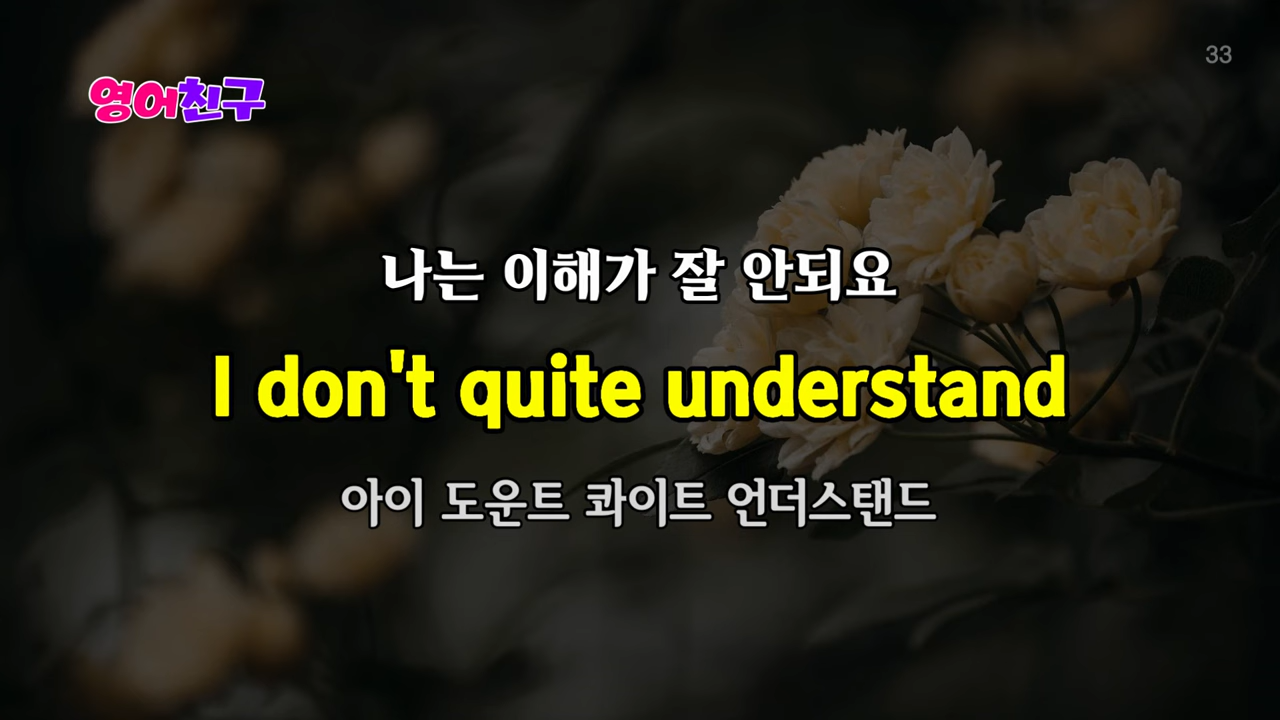 33
영어친구
나는 이해가 잘 안되요
I don't quite understand
아이 도운트 콰이트 언더스탠드